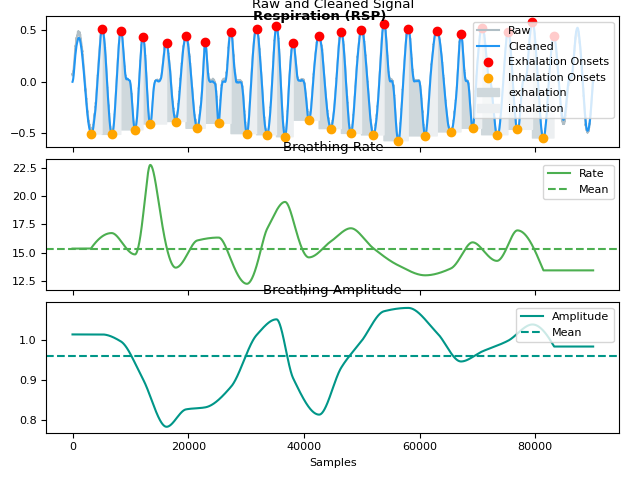 Raw and Cleaned Signal
Respiration (RSP)
Raw
Cleaned
Exhalation Onsets
Inhalation Onsets
exhalation
inhalation
0.5
0.0
−0.5
Breathing Rate
Rate
Mean
22.5
20.0
17.5
15.0
12.5
Breathing Amplitude
Amplitude
Mean
1.0
0.9
0.8
0 20000 40000 60000 80000
Samples